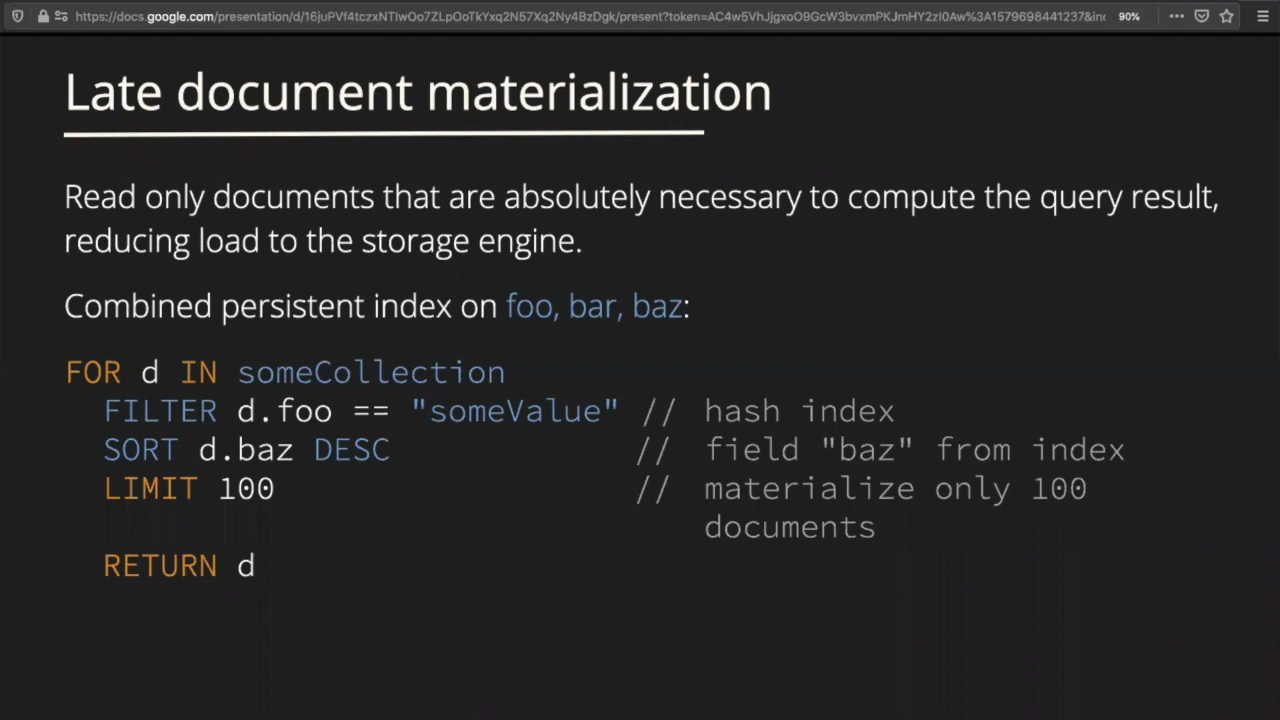 90%
Late document materialization
Read only documents that are absolutely necessary to compute the query result,
reducing load to the storage engine.
Combined persistent index on foo, bar, baz:
FOR d IN someCollection
FILTER d.foo == "someValue" // hash index
SORT d.baz DESC // field "baz" from index
LIMIT 100 // materialize only 100
documents
RETURN d